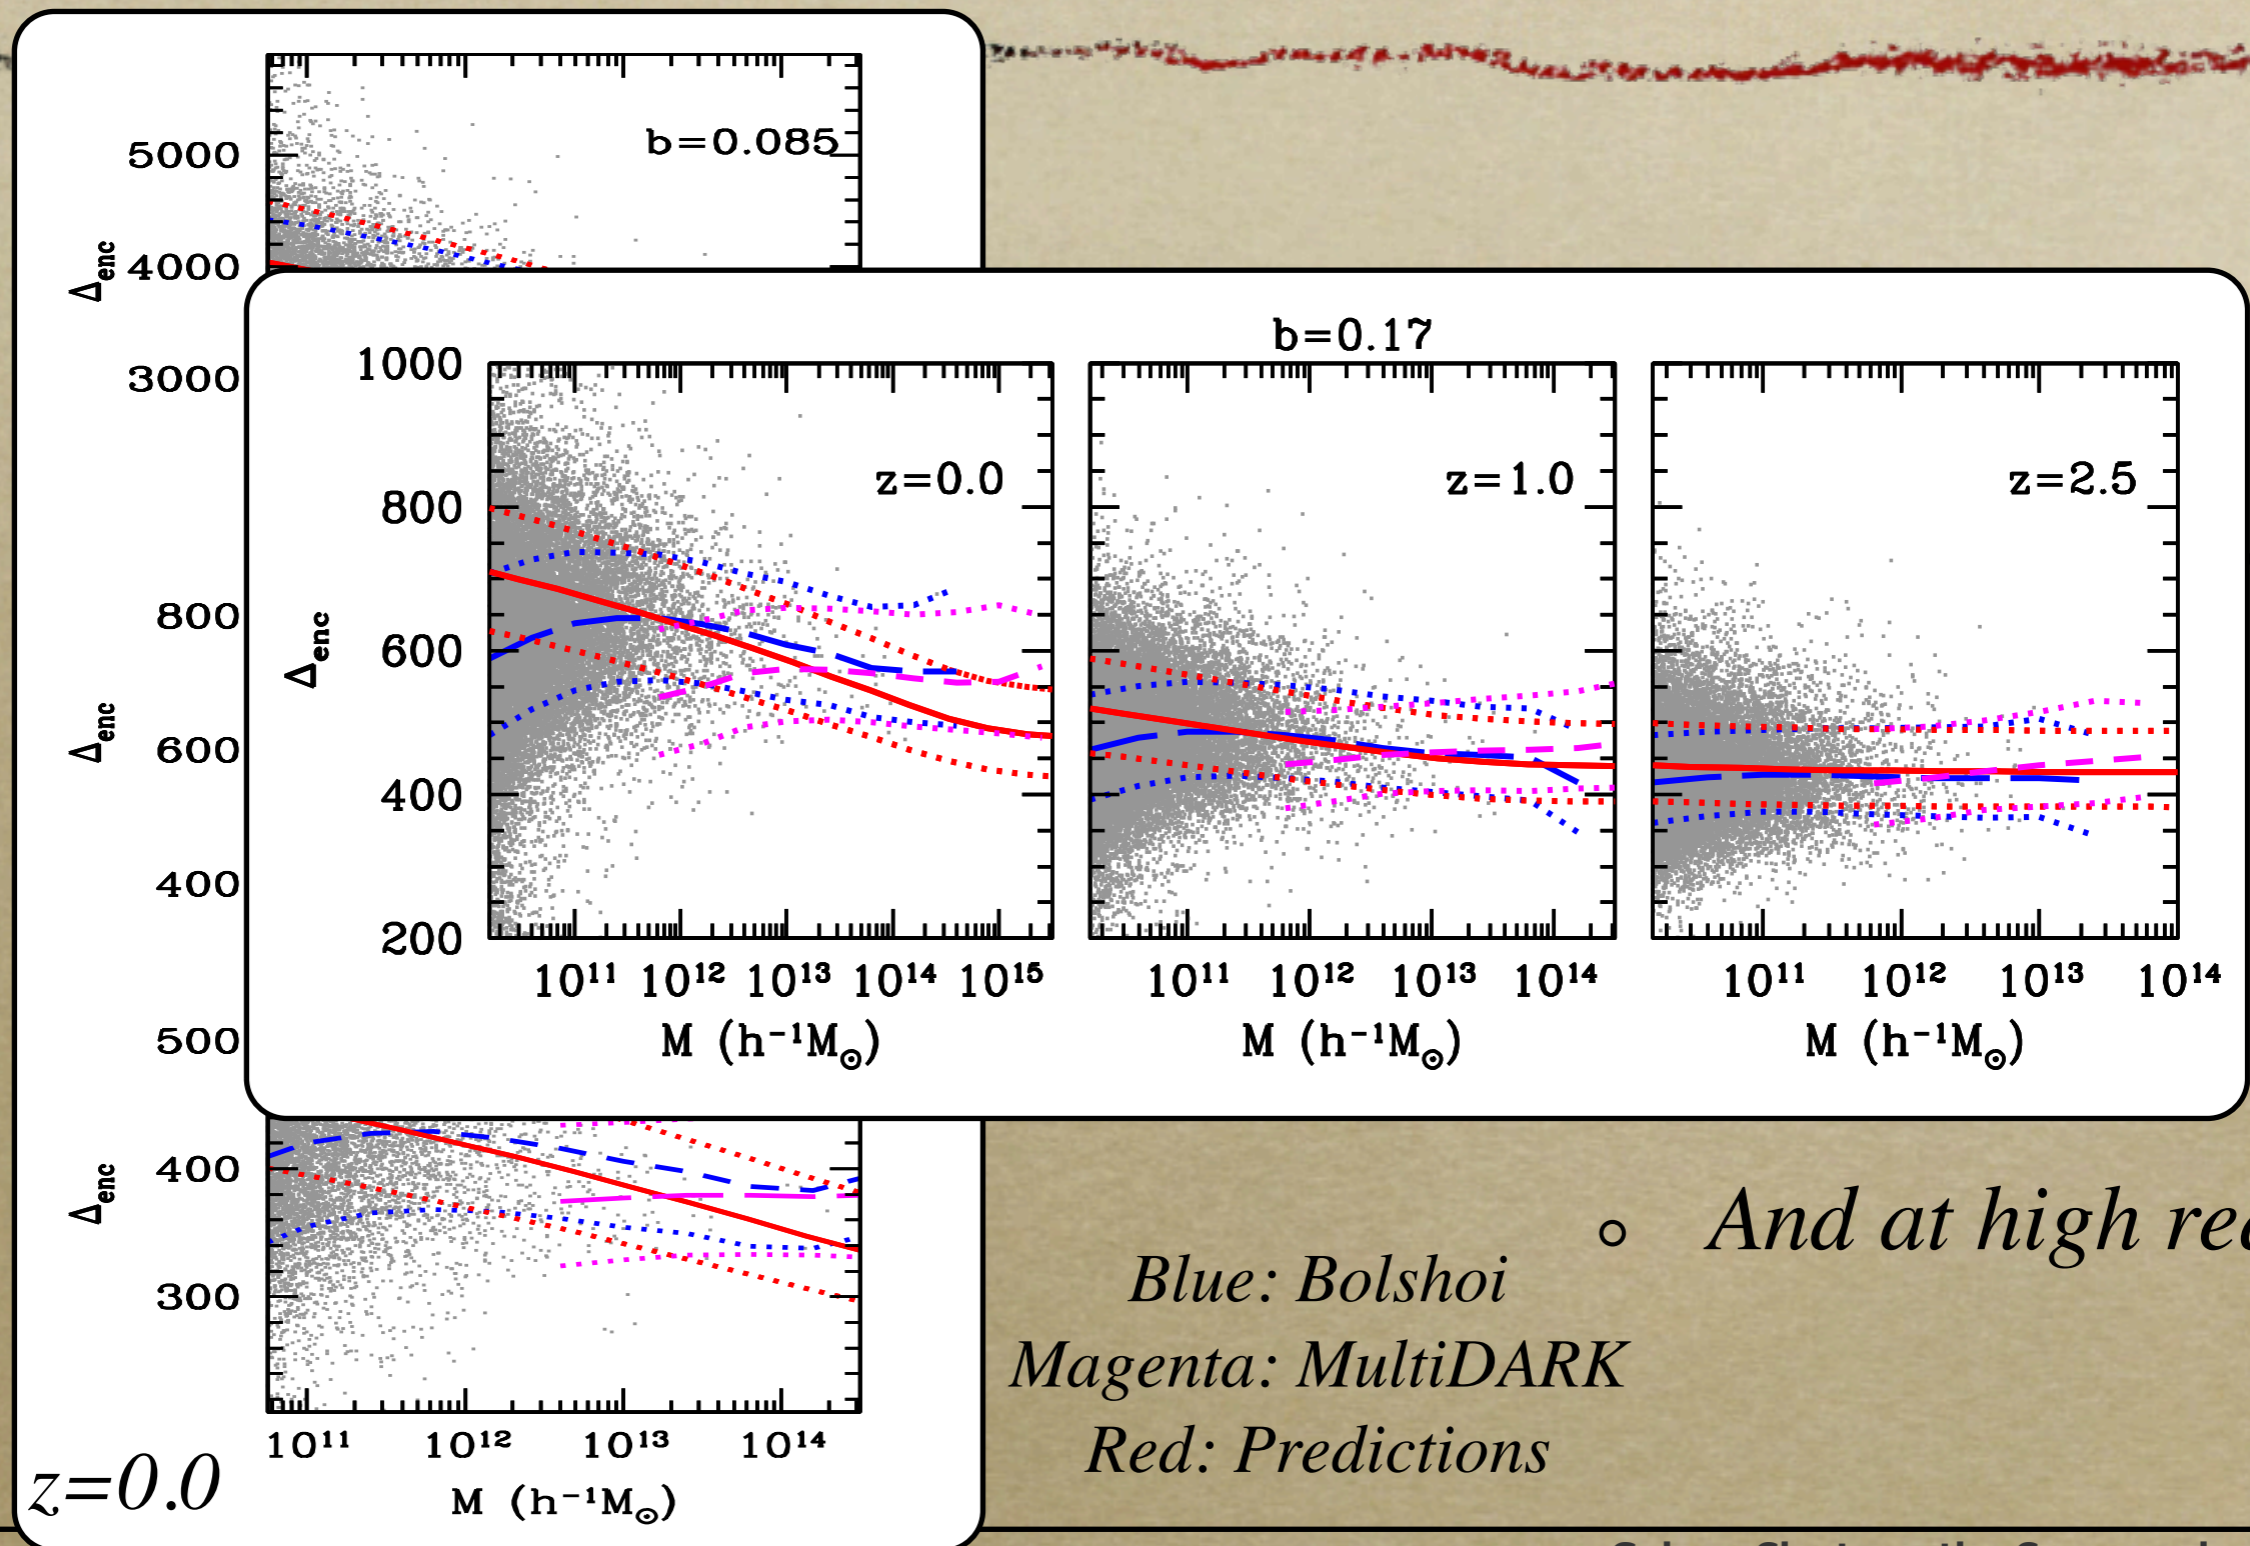 b=0.085
5000
4000
Δenc
3000
800
Δenc
600
400
500
400
Δenc
300
10¹¹ 10¹² 10¹³ 10¹⁴
M (h⁻¹M⊙)
z=0.0
b=0.17
1000
800
600
400
200
Δenc
z=0.0
z=1.0
z=2.5
10¹¹ 10¹² 10¹³ 10¹⁴ 10¹⁵
10¹¹ 10¹² 10¹³ 10¹⁴
10¹¹ 10¹² 10¹³ 10¹⁴
M (h⁻¹M⊙)
M (h⁻¹M⊙)
M (h⁻¹M⊙)
∘ And at high
Blue: Bolshoi
Magenta: MultiDARK
Red: Predictions